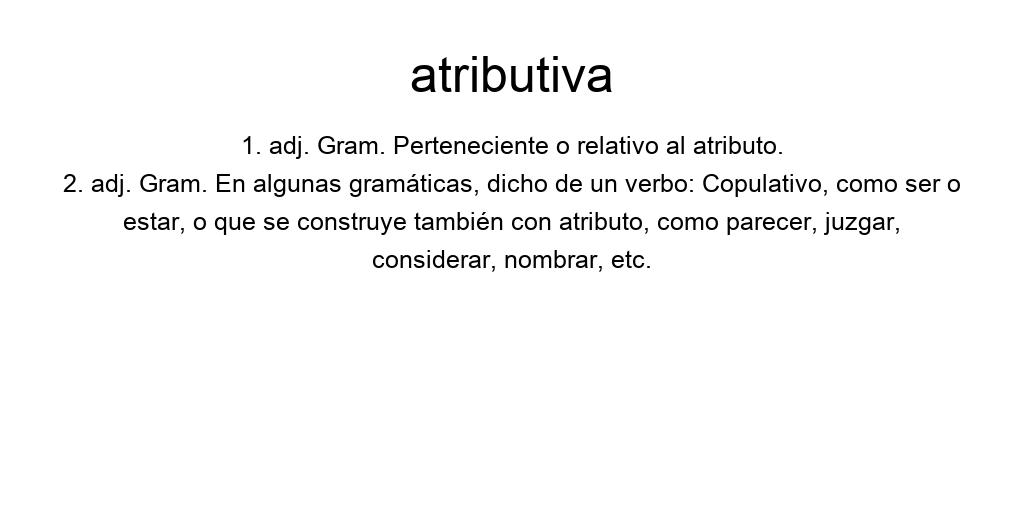 atributiva
1. adj. Gram. Perteneciente o relativo al atributo.
2. adj. Gram. En algunas gramáticas, dicho de un verbo: Copulativo, como ser o
estar, o que se construye también con atributo, como parecer, juzgar,
considerar, nombrar, etc.